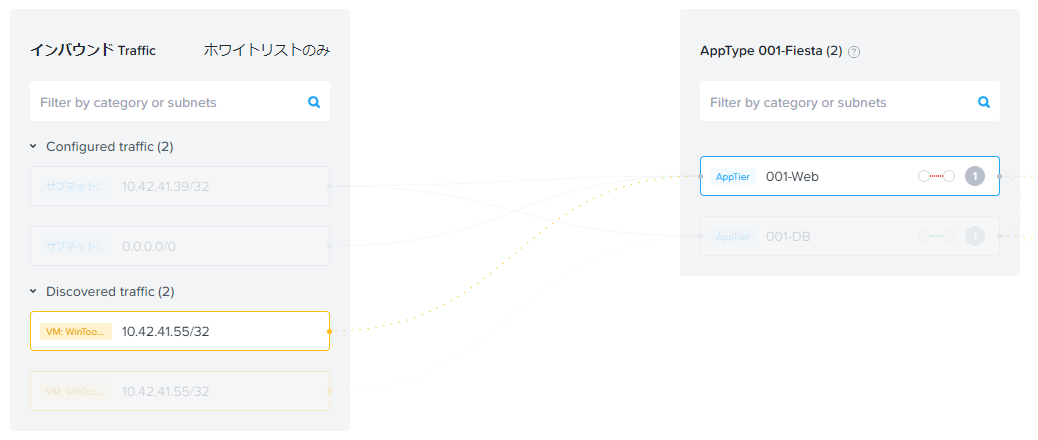 インバウンド Traffic ホワイトリストのみ
Filter by category or subnets
Configured traffic (2)
サブネット/... 10.42.41.39/32
サブネット/... 0.0.0.0/0
Discovered traffic (2)
VM: WinToo... 10.42.41.55/32
VM: WinToo... 10.42.41.55/32
AppType 001-Fiesta (2) ?
Filter by category or subnets
AppTier 001-Web 1
AppTier 001-DB 1